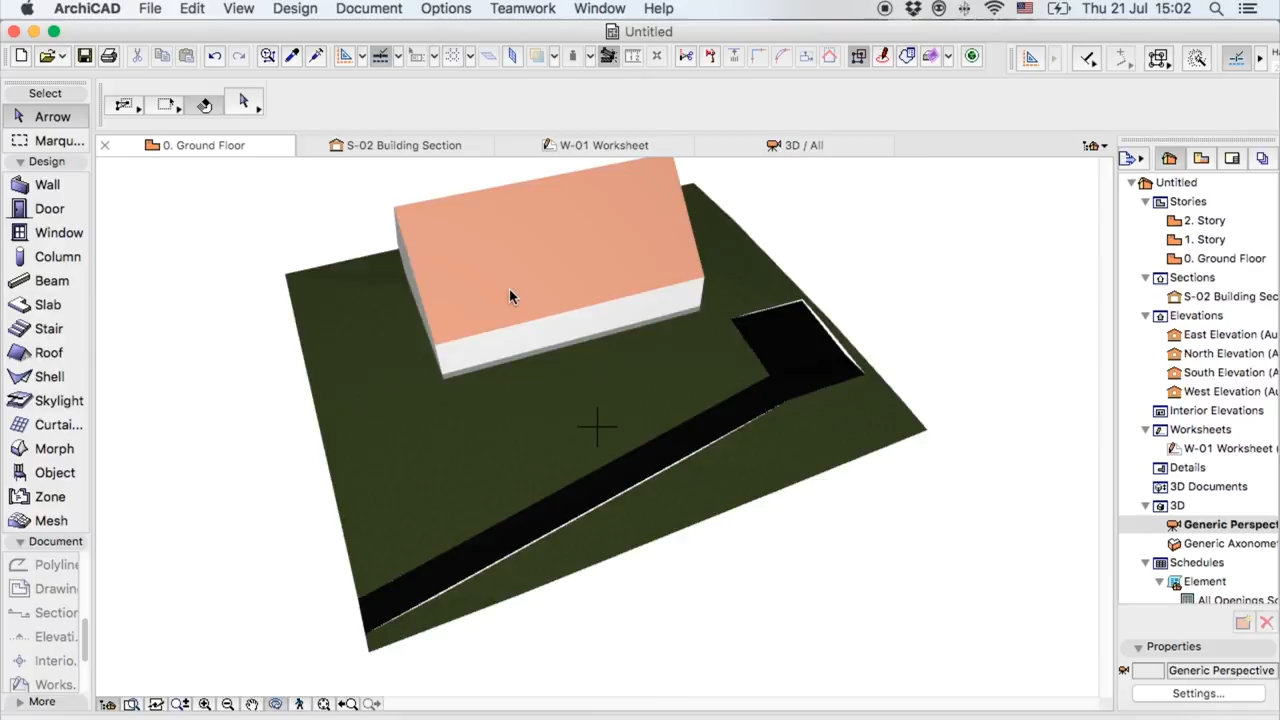 ArchiCAD File Edit View Design Document Options Teamwork Window Help Thu 21 Jul 15:02
Untitled
Select
Arrow
Marqu...
Design
Wall
Door
Window
Column
Beam
Slab
Stair
Roof
Shell
Skylight
Curtai...
Morph
Object
Zone
Mesh
Document
Polyline
Drawin
Section
Elevati
Interio.
Works.
More
0. Ground Floor
S-02 Building Section
W-01 Worksheet
3D / All
Untitled
Stories
2. Story
1. Story
0. Ground Floor
Sections
S-02 Building Sec
Elevations
East Elevation (Au
North Elevation (A
South Elevation (A
West Elevation (Au
Interior Elevations
Worksheets
W-01 Worksheet (
Details
3D Documents
3D
Generic Perspect
Generic Axonome
Schedules
Element
All Openings Sc
Properties
Generic Perspective
Settings...